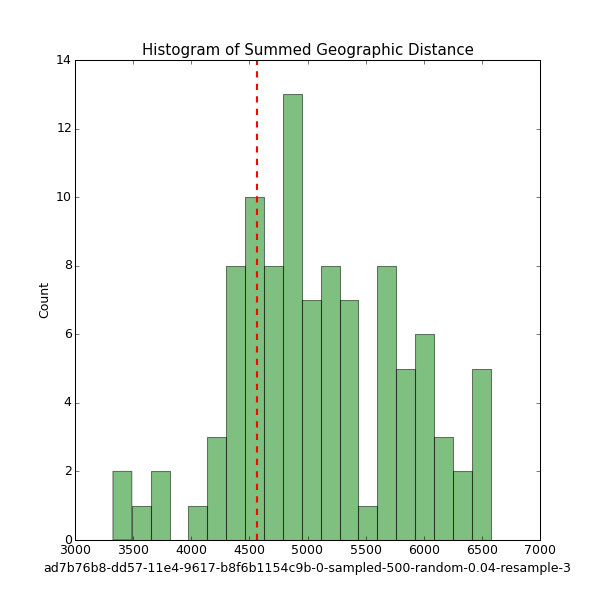 Histogram of Summed Geographic Distance
14
12
10
8
6
4
2
0
Count
3000 3500 4000 4500 5000 5500 6000 6500 7000
ad7b76b8-dd57-11e4-9617-b8f6b1154c9b-0-sampled-500-random-0.04-resample-3